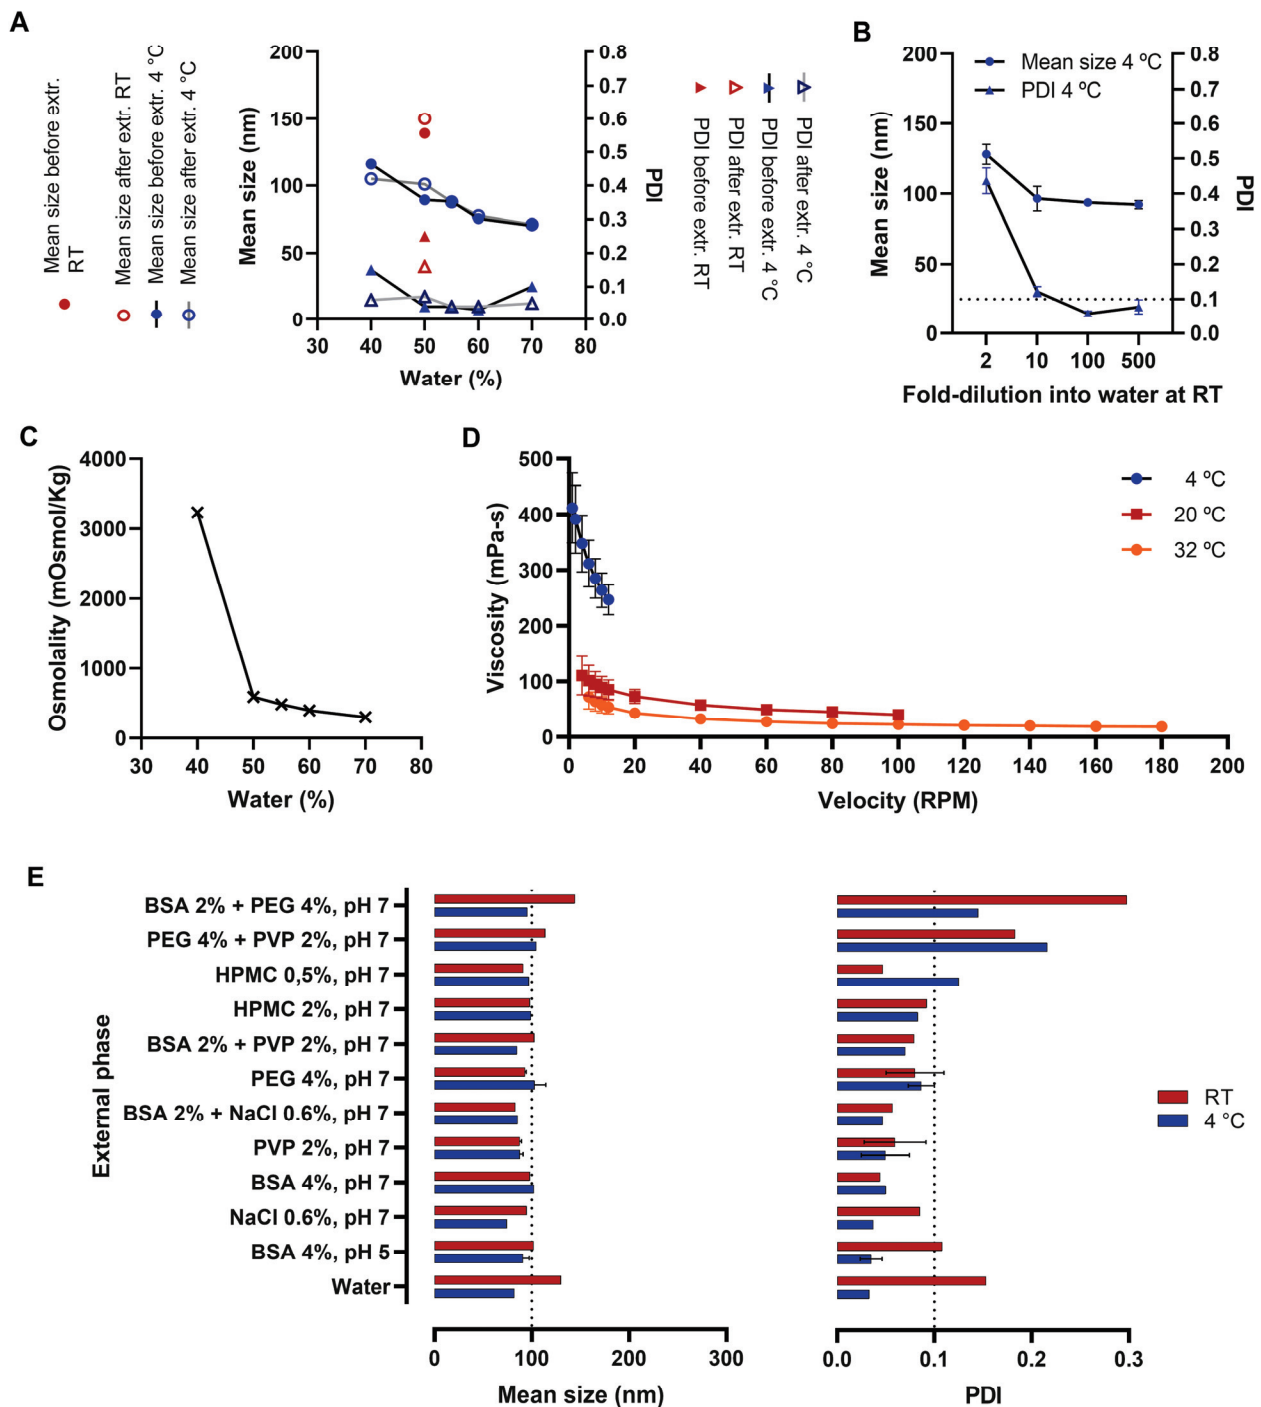 A
Mean size before extr.
RT
Mean size after extr. RT
Mean size before extr. 4 °C
Mean size after extr. 4 °C
Mean size (nm)
200
150
100
50
0
0.8
0.7
0.6
0.5
0.4
0.3
0.2
0.1
0.0
PDI
30 40 50 60 70 80
Water (%)
PDI before extr. RT
PDI after extr. RT
PDI before extr. 4 °C
PDI after extr. 4 °C
B
Mean size 4 ºC
PDI 4 ºC
Mean size (nm)
200
150
100
50
0
0.8
0.7
0.6
0.5
0.4
0.3
0.2
0.1
0.0
PDI
2 10 100 500
Fold-dilution into water at RT
C
Osmolality (mOsmol/Kg)
4000
3000
2000
1000
0
30 40 50 60 70 80
Water (%)
D
Viscosity (mPa-s)
500
400
300
200
100
0
0 20 40 60 80 100 120 140 160 180 200
Velocity (RPM)
4 ºC
20 ºC
32 ºC
E
External phase
BSA 2% + PEG 4%, pH 7
PEG 4% + PVP 2%, pH 7
HPMC 0,5%, pH 7
HPMC 2%, pH 7
BSA 2% + PVP 2%, pH 7
PEG 4%, pH 7
BSA 2% + NaCl 0.6%, pH 7
PVP 2%, pH 7
BSA 4%, pH 7
NaCl 0.6%, pH 7
BSA 4%, pH 5
Water
0 100 200 300
Mean size (nm)
0.0 0.1 0.2 0.3
PDI
RT
4 °C